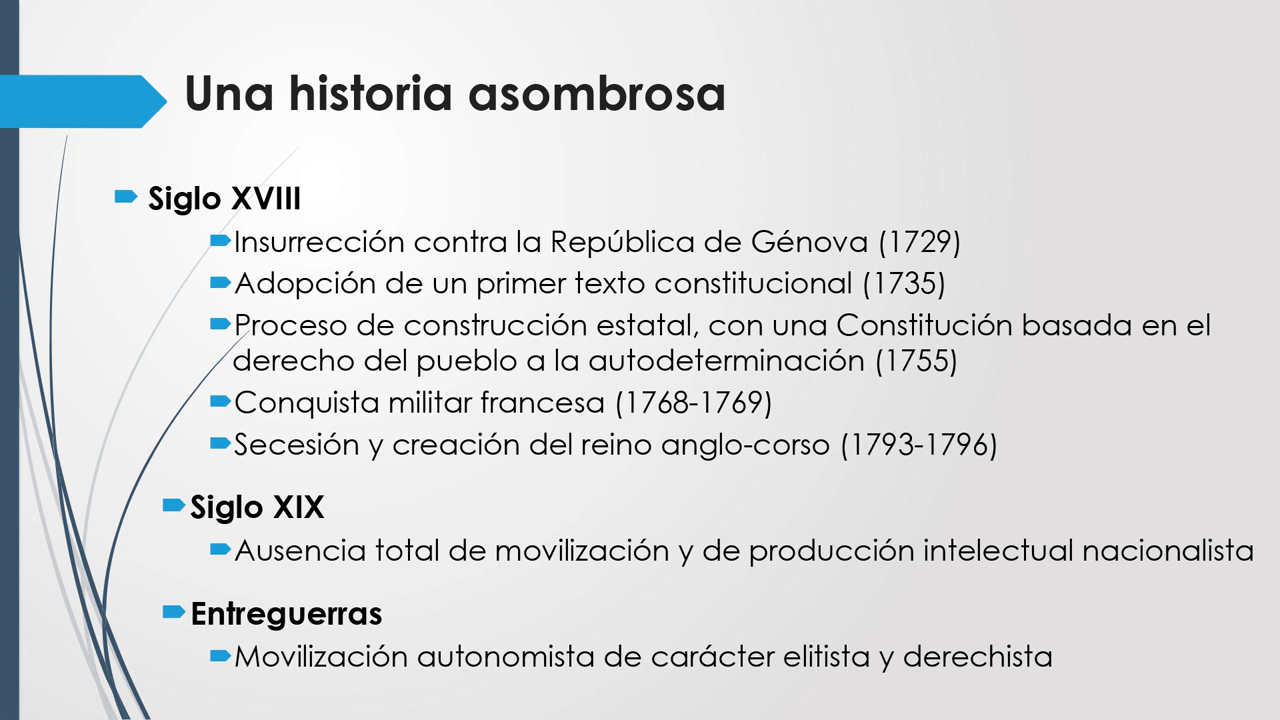 Una historia asombrosa
Siglo XVIII
Insurrección contra la República de Génova (1729)
Adopción de un primer texto constitucional (1735)
Proceso de construcción estatal, con una Constitución basada en el
derecho del pueblo a la autodeterminación (1755)
Conquista militar francesa (1768-1769)
Secesión y creación del reino anglo-corso (1793-1796)
Siglo XIX
Ausencia total de movilización y de producción intelectual nacionalista
Entreguerras
Movilización autonomista de carácter elitista y derechista